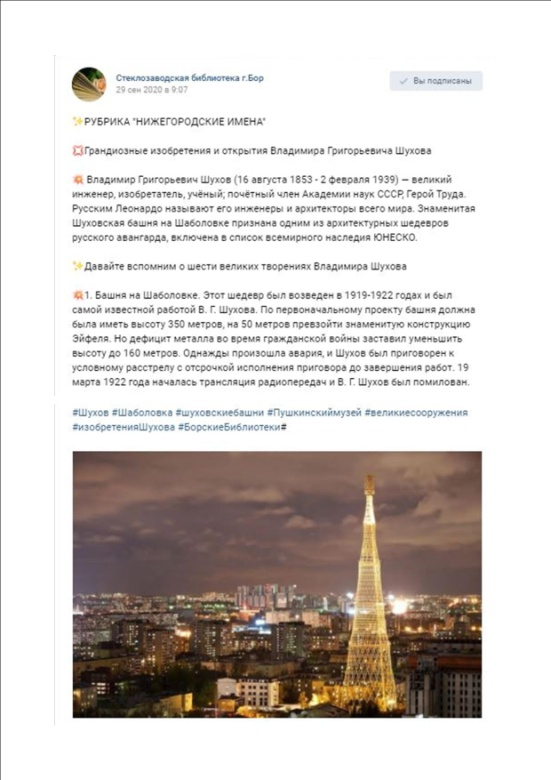 Стеклозаводская библиотека г.Бор
29 сен 2020 в 9:07
Вы подписаны
✨РУБРИКА "НИЖЕГОРОДСКИЕ ИМЕНА"
💢Грандиозные изобретения и открытия Владимира Григорьевича Шухова
💥 Владимир Григорьевич Шухов (16 августа 1853 - 2 февраля 1939) — великий
инженер, изобретатель, учёный; почётный член Академии наук СССР, Герой Труда.
Русским Леонардо называют его инженеры и архитекторы всего мира. Знаменитая
Шуховская башня на Шаболовке признана одним из архитектурных шедевров
русского авангарда, включена в список всемирного наследия ЮНЕСКО.
✨Давайте вспомним о шести великих творениях Владимира Шухова
💥1. Башня на Шаболовке. Этот шедевр был возведен в 1919-1922 годах и был
самой известной работой В. Г. Шухова. По первоначальному проекту башня должна
была иметь высоту 350 метров, на 50 метров превзойти знаменитую конструкцию
Эйфеля. Но дефицит металла во время гражданской войны заставил уменьшить
высоту до 160 метров. Однажды произошла авария, и Шухов был приговорен к
условному расстрелу с отсрочкой исполнения приговора до завершения работ. 19
марта 1922 года началась трансляция радиопередач и В. Г. Шухов был помилован.
#Шухов #Шаболовка #шуховскиебашни #Пушкинскиймузей #великиесооружения
#изобретенияШухова #БорскиеБиблиотеки#